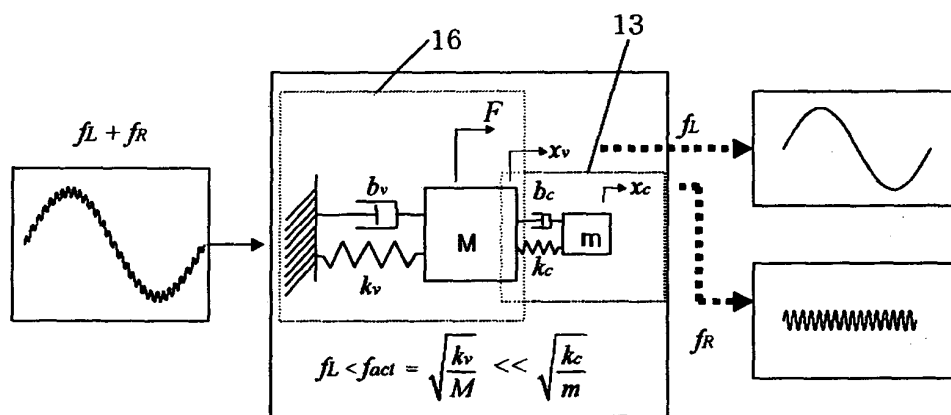 16
13
fL + fR
F
xv
fL
bv
bc
xc
M
m
kv
kc
fR
fL < fact = √kv/M << √kc/m